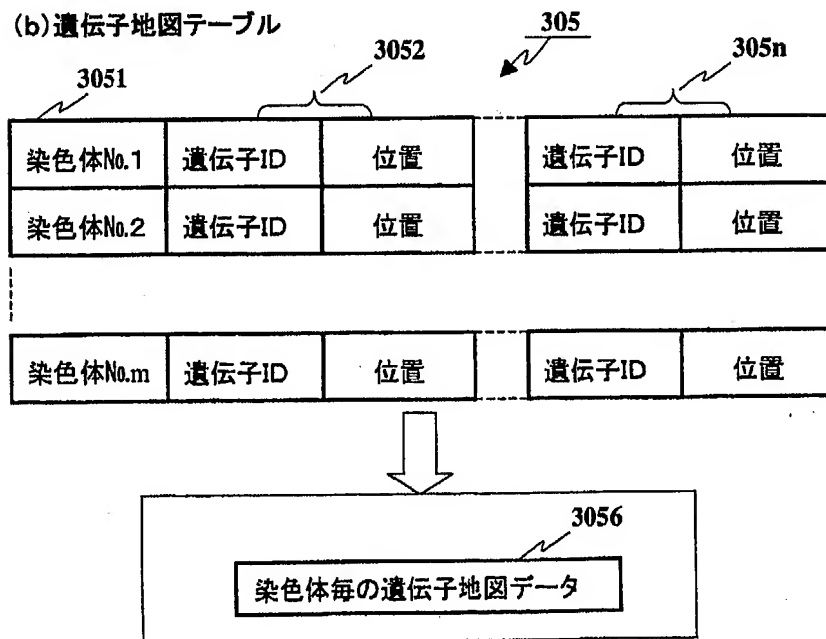 (b)遺伝子地図テーブル
305
3051
3052
305n
染色体No.1 遺伝子ID 位置 遺伝子ID 位置
染色体No.2 遺伝子ID 位置 遺伝子ID 位置
染色体No.m 遺伝子ID 位置 遺伝子ID 位置
3056
染色体毎の遺伝子地図データ